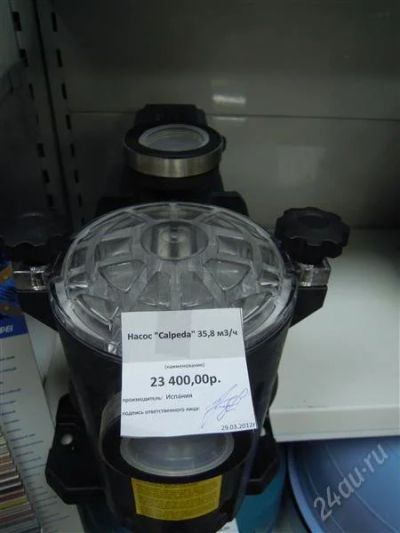 Насос "Calpeda" 35,8 м3/ч
(наименование)
23 400,00р.
производитель: Испания
подпись ответственного лица:
29.03.2012г
24au.ru